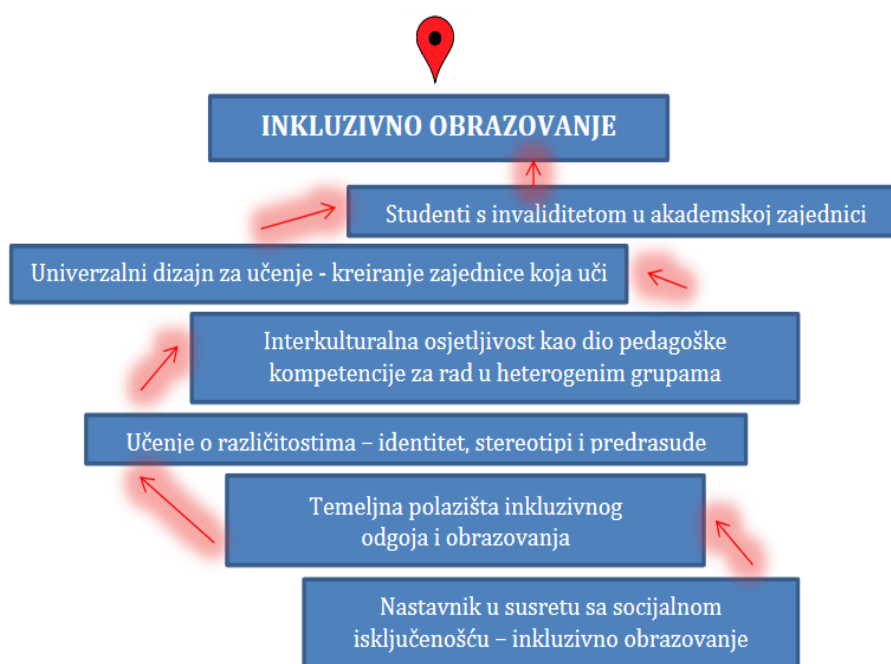 INKLUZIVNO OBRAZOVANJE
Studenti s invaliditetom u akademskoj zajednici
Univerzalni dizajn za učenje - kreiranje zajednice koja uči
Interkulturalna osjetljivost kao dio pedagoške
kompetencije za rad u heterogenim grupama
Učenje o različitostima – identitet, stereotipi i predrasude
Temeljna polazišta inkluzivnog
odgoja i obrazovanja
Nastavnik u susretu sa socijalnom
isključenošću – inkluzivno obrazovanje